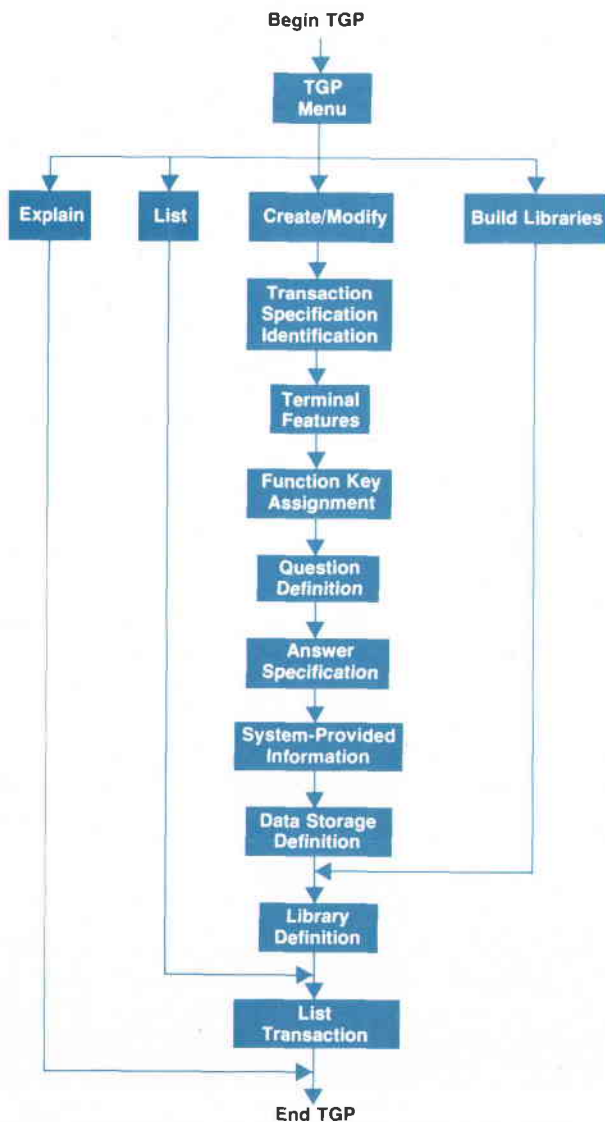 Begin TGP
TGP
Menu
Explain
List
Create/Modify
Build Libraries
Transaction
Specification
Identification
Terminal
Features
Function Key
Assignment
Question
Definition
Answer
Specification
System-Provided
Information
Data Storage
Definition
Library
Definition
List
Transaction
End TGP